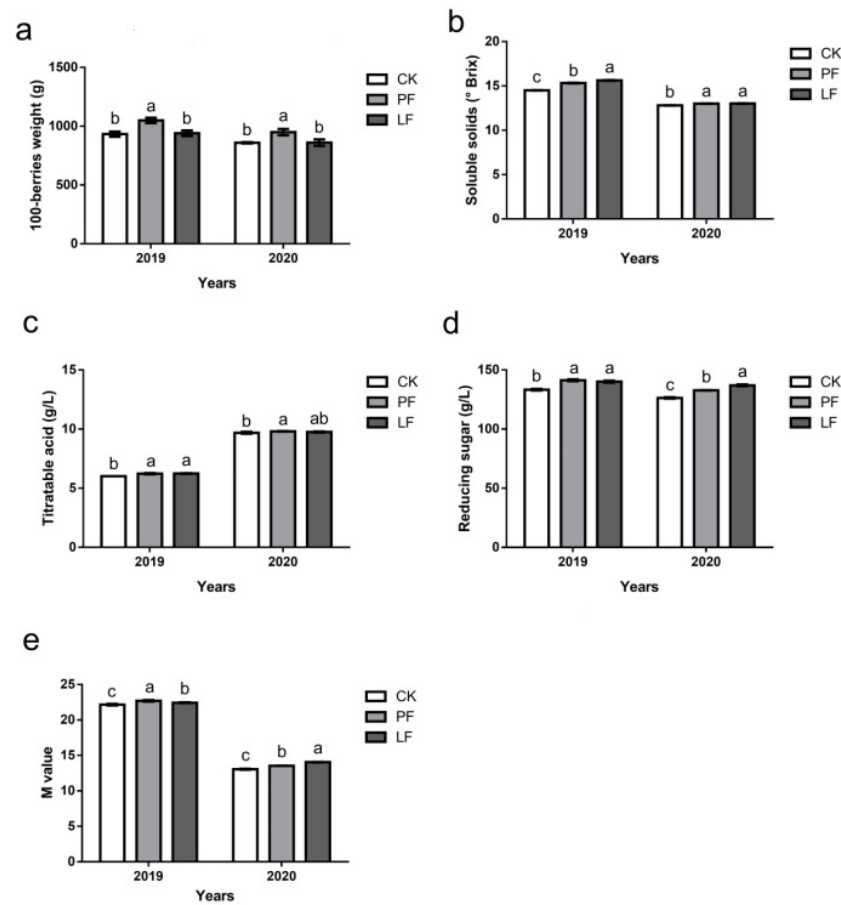 a
1500
1000
500
0
100-berries weight (g)
b a b
b a b
2019 2020
Years
CK
PF
LF
b
20
15
10
5
0
Soluble solids (° Brix)
c b a
b a a
2019 2020
Years
CK
PF
LF
c
15
10
5
0
Titratable acid (g/L)
b a a
b a ab
2019 2020
Years
CK
PF
LF
d
150
100
50
0
Reducing sugar (g/L)
b a a
c b a
2019 2020
Years
CK
PF
LF
e
25
20
15
10
5
0
M value
c a b
c b a
2019 2020
Years
CK
PF
LF